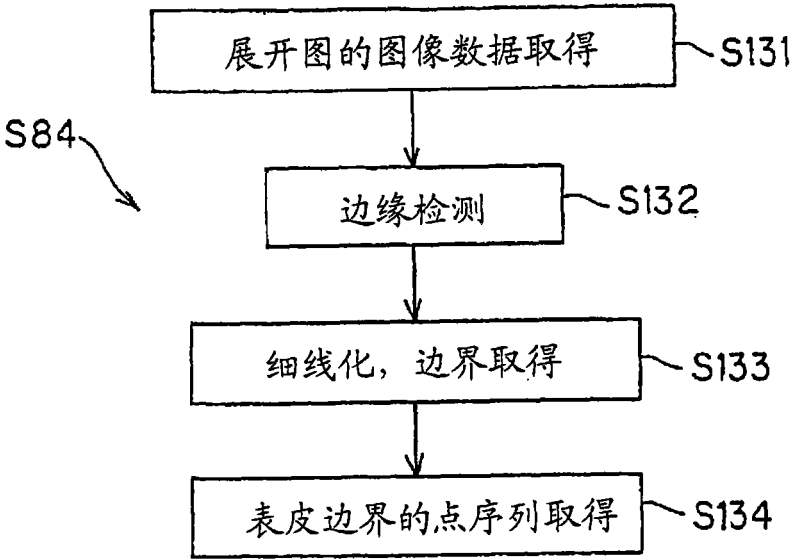 展开图的图像数据取得
S131
S84
边缘检测
S132
细线化，边界取得
S133
表皮边界的点序列取得
S134